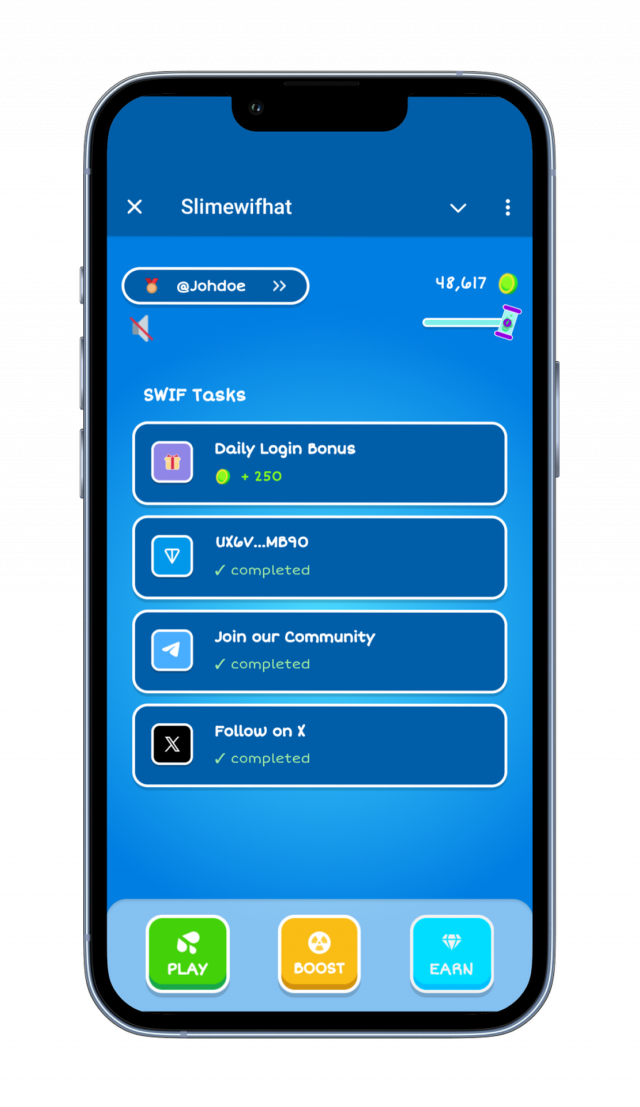 Slimewifhat
@Johdoe >>
48,617
SWIF Tasks
Daily Login Bonus
+ 250
UX6V...MB90
✓ completed
Join our Community
✓ completed
Follow on X
✓ completed
PLAY
BOOST
EARN